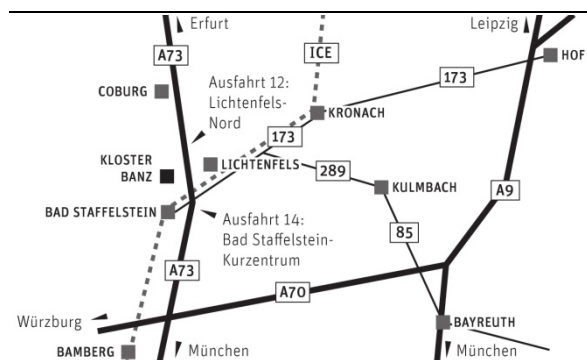 Erfurt
Leipzig
A73
ICE
HOF
173
Ausfahrt 12:
Lichtenfels-
Nord
COBURG
KRONACH
173
KLOSTER
BANZ
LICHTENFELS
289
KULMBACH
A9
BAD STAFFELSTEIN
Ausfahrt 14:
Bad Staffelstein-
Kurzentrum
85
A73
A70
Würzburg
BAYREUTH
BAMBERG
München
München